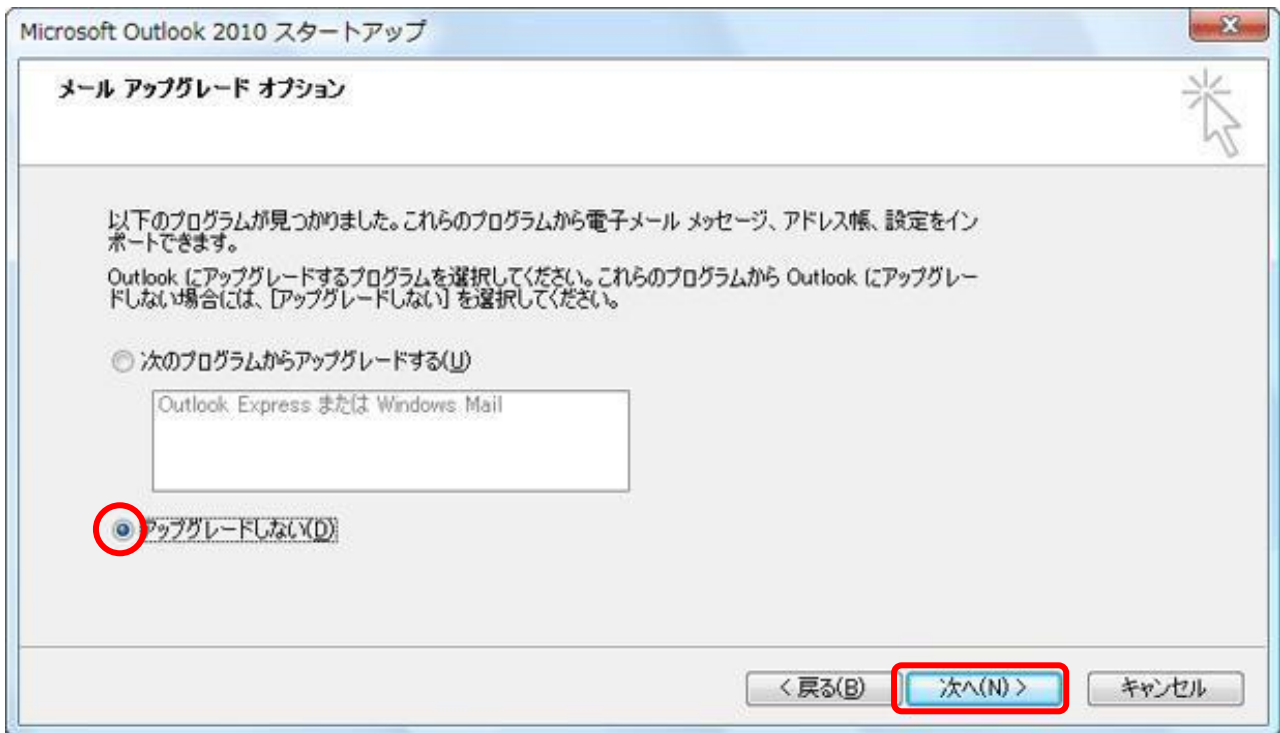 Microsoft Outlook 2010 スタートアップ
メール アップグレード オプション
以下のプログラムが見つかりました。これらのプログラムから電子メール メッセージ、アドレス帳、設定をイン
ポートできます。
Outlook にアップグレードするプログラムを選択してください。これらのプログラムから Outlook にアップグレー
ドしない場合には、[アップグレードしない] を選択してください。
次のプログラムからアップグレードする(U)
Outlook Express または Windows Mail
アップグレードしない(D)
< 戻る(B)
次へ(N) >
キャンセル